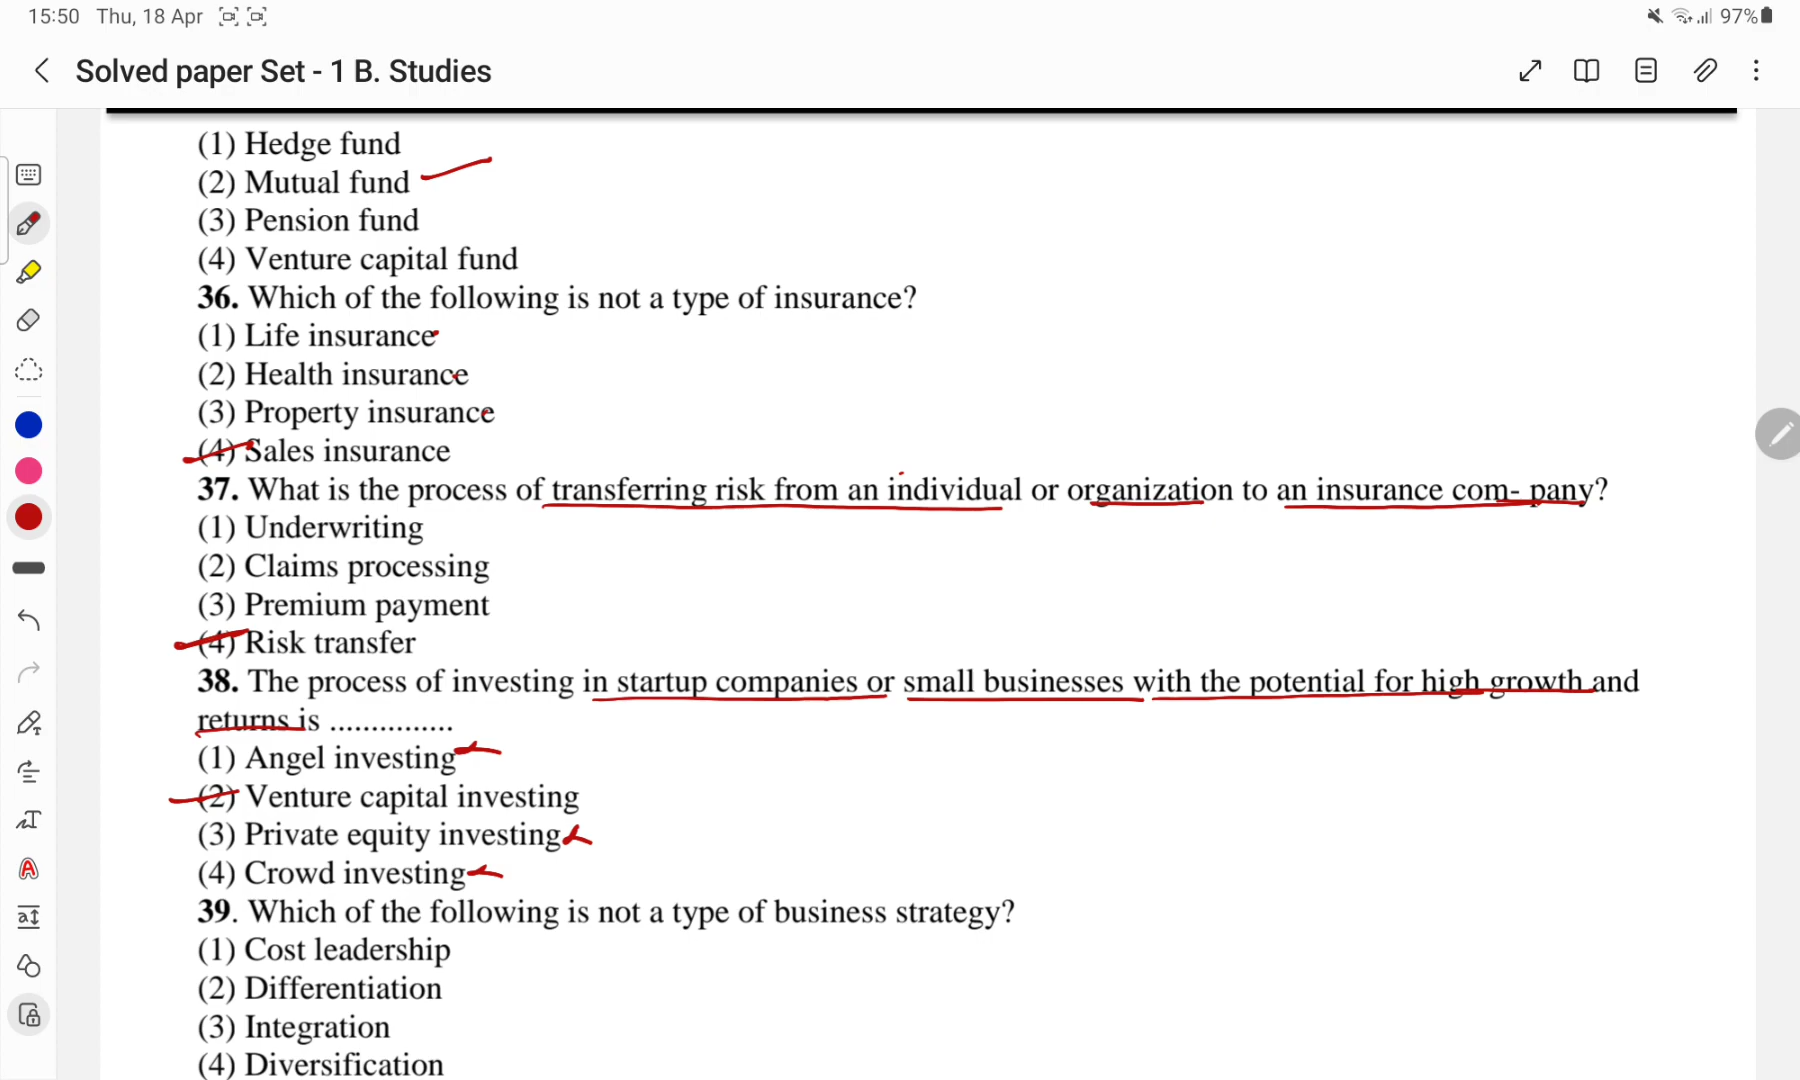 15:50 Thu, 18 Apr 97%
Solved paper Set - 1 B. Studies
(1) Hedge fund
(2) Mutual fund
(3) Pension fund
(4) Venture capital fund
36. Which of the following is not a type of insurance?
(1) Life insurance
(2) Health insurance
(3) Property insurance
(4) Sales insurance
37. What is the process of transferring risk from an individual or organization to an insurance com- pany?
(1) Underwriting
(2) Claims processing
(3) Premium payment
(4) Risk transfer
38. The process of investing in startup companies or small businesses with the potential for high growth and
returns is ...............
(1) Angel investing
(2) Venture capital investing
(3) Private equity investing
(4) Crowd investing
39. Which of the following is not a type of business strategy?
(1) Cost leadership
(2) Differentiation
(3) Integration
(4) Diversification